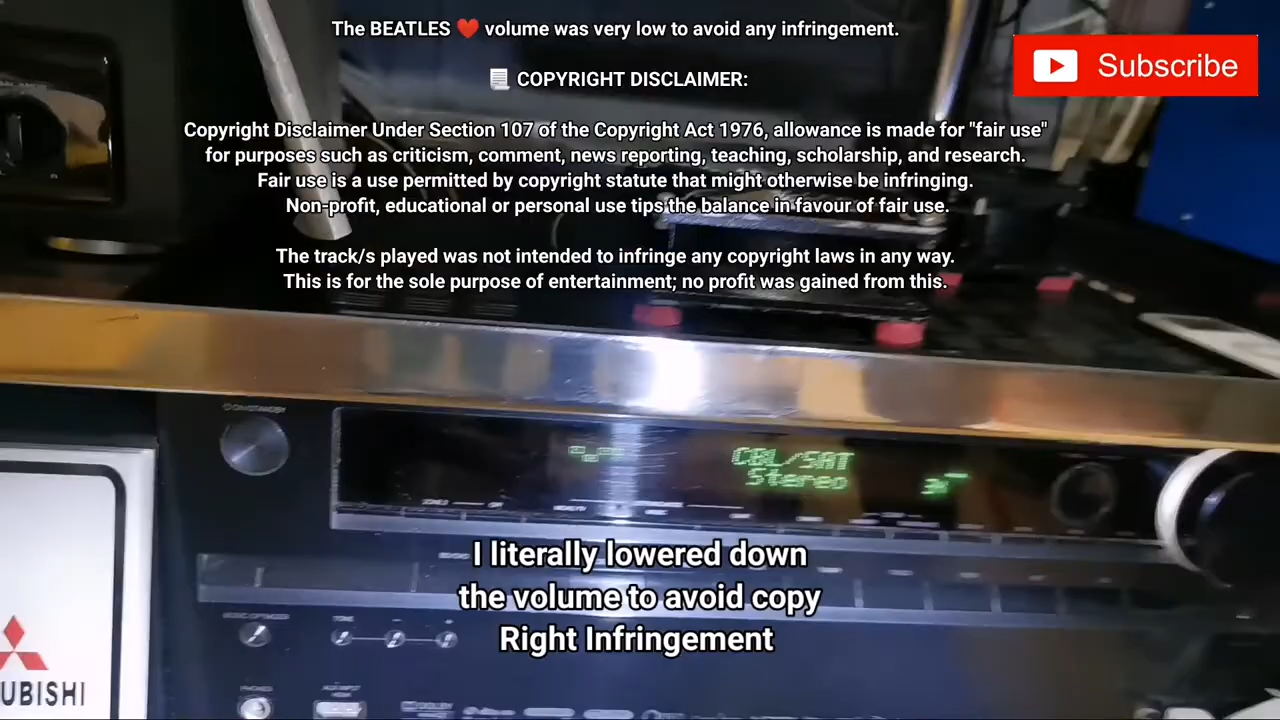 The BEATLES ❤️ volume was very low to avoid any infringement.
📃 COPYRIGHT DISCLAIMER:
Subscribe
Copyright Disclaimer Under Section 107 of the Copyright Act 1976, allowance is made for "fair use"
for purposes such as criticism, comment, news reporting, teaching, scholarship, and research.
Fair use is a use permitted by copyright statute that might otherwise be infringing.
Non-profit, educational or personal use tips the balance in favour of fair use.
The track/s played was not intended to infringe any copyright laws in any way.
This is for the sole purpose of entertainment; no profit was gained from this.
CBL/SAT
Stereo
I literally lowered down
the volume to avoid copy
Right Infringement
MUSIC OPTIMIZER
TONE
- +
PHONES
UBISHI